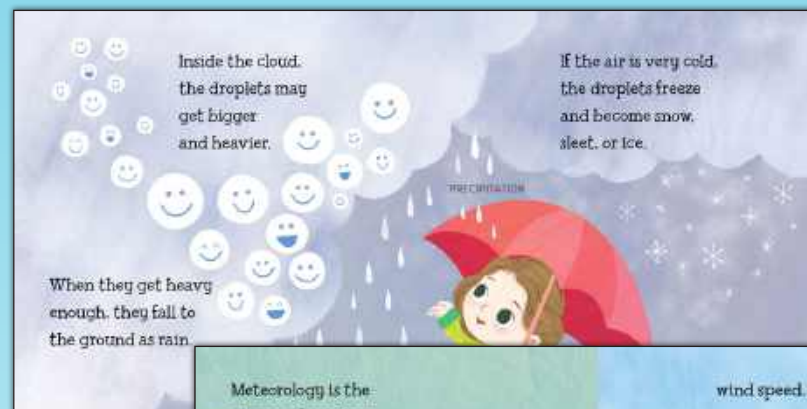 Inside the cloud,
the droplets may
get bigger
and heavier.
If the air is very cold,
the droplets freeze
and become snow,
sleet, or ice.
PRECIPITATION
When they get heavy
enough, they fall to
the ground as rain.
Meteorology is the
wind speed,